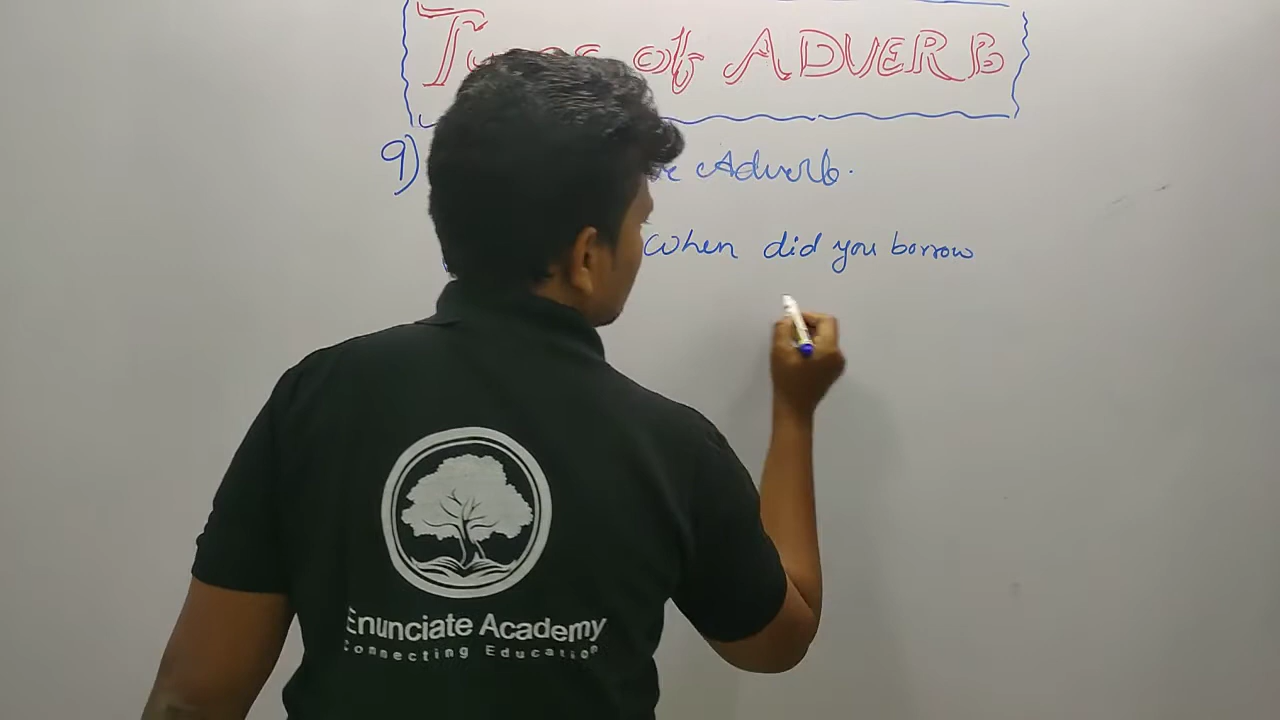 of ADVERB
9) Adverb.
When did you borrow
Enunciate Academy
Connecting Education